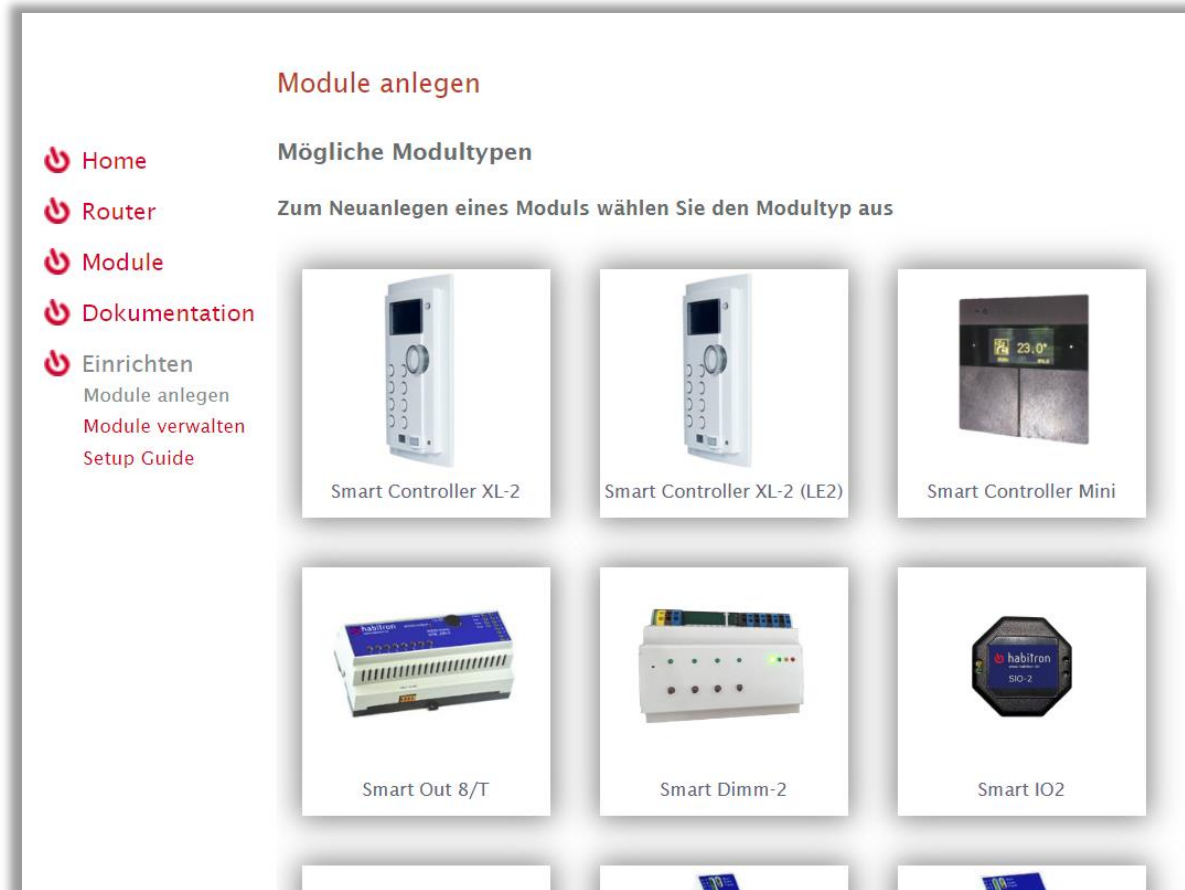 Module anlegen
Home
Router
Module
Dokumentation
Einrichten
Module anlegen
Module verwalten
Setup Guide
Mögliche Modultypen
Zum Neuanlegen eines Moduls wählen Sie den Modultyp aus
23.0°
Smart Controller XL-2
Smart Controller XL-2 (LE2)
Smart Controller Mini
habitron
habitron
SIO-2
Smart Out 8/T
Smart Dimm-2
Smart IO2